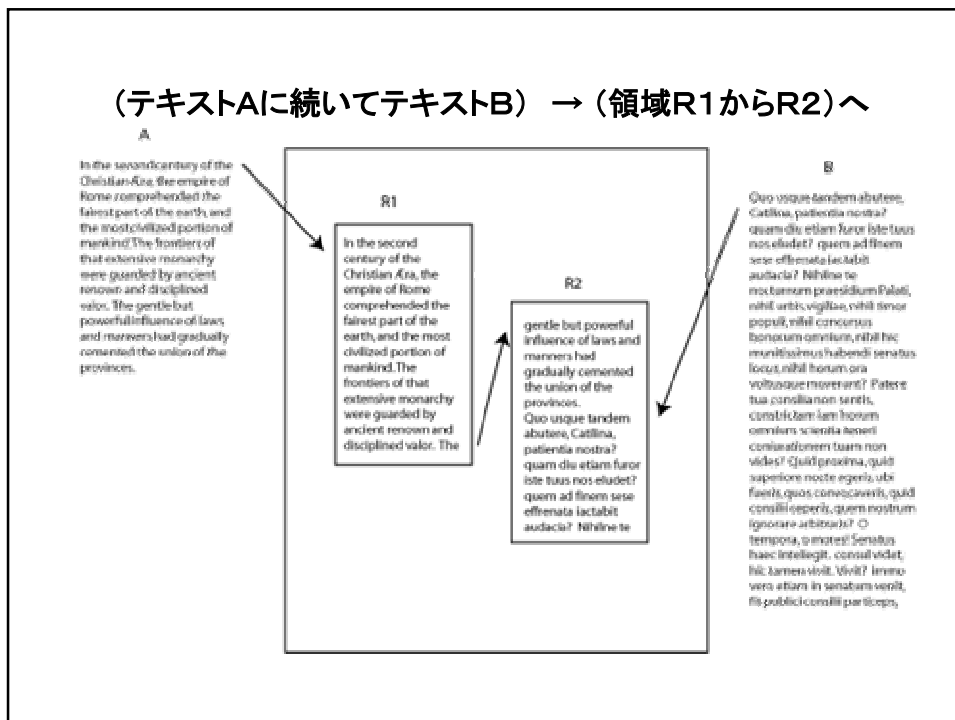 （テキストAに続いてテキストB） → （領域R1からR2）へ
A
In the second century of the
Christian Æra, the empire of
Rome comprehended the
fairest part of the earth, and
the most civilized portion of
mankind.The frontiers of
that extensive monarchy
were guarded by ancient
renown and disciplined
valor. The gentle but
powerful influence of laws
and manners had gradually
cemented the union of the
provinces.
R1
In the second
century of the
Christian Æra, the
empire of Rome
comprehended the
fairest part of the
earth, and the most
civilized portion of
mankind.The
frontiers of that
extensive monarchy
were guarded by
ancient renown and
disciplined valor. The
R2
gentle but powerful
influence of laws and
manners had
gradually cemented
the union of the
provinces.
Quo usque tandem
abutere, Catilina,
patientia nostra?
quam diu etiam furor
iste tuus nos eludet?
quem ad finem sese
effrenata iactabit
audacia? Nihilne te
B
Quo usque tandem abutere,
Catilina, patientia nostra?
quam diu etiam furor iste tuus
nos eludet? quem ad finem
sese effrenata iactabit
audacia? Nihilne te
nocturnum praesidium Palati,
nihil urbis vigiliae, nihil timor
populi, nihil concursus
bonorum omnium, nihil hic
munitissimus habendi senatus
locus, nihil horum ora
voltusque moverunt? Patere
tua consilia non sentis,
constrictam iam horum
omnium scientia teneri
coniurationem tuam non
vides? Quid proxima, quid
superiore nocte egeris, ubi
fueris, quos convocaveris, quid
consilii ceperis, quem nostrum
ignorare arbitraris? O
tempora, o mores! Senatus
haec intellegit. consul videt,
hic tamen vivit. Vivit? immo
vero etiam in senatum venit,
fit publici consilii particeps,